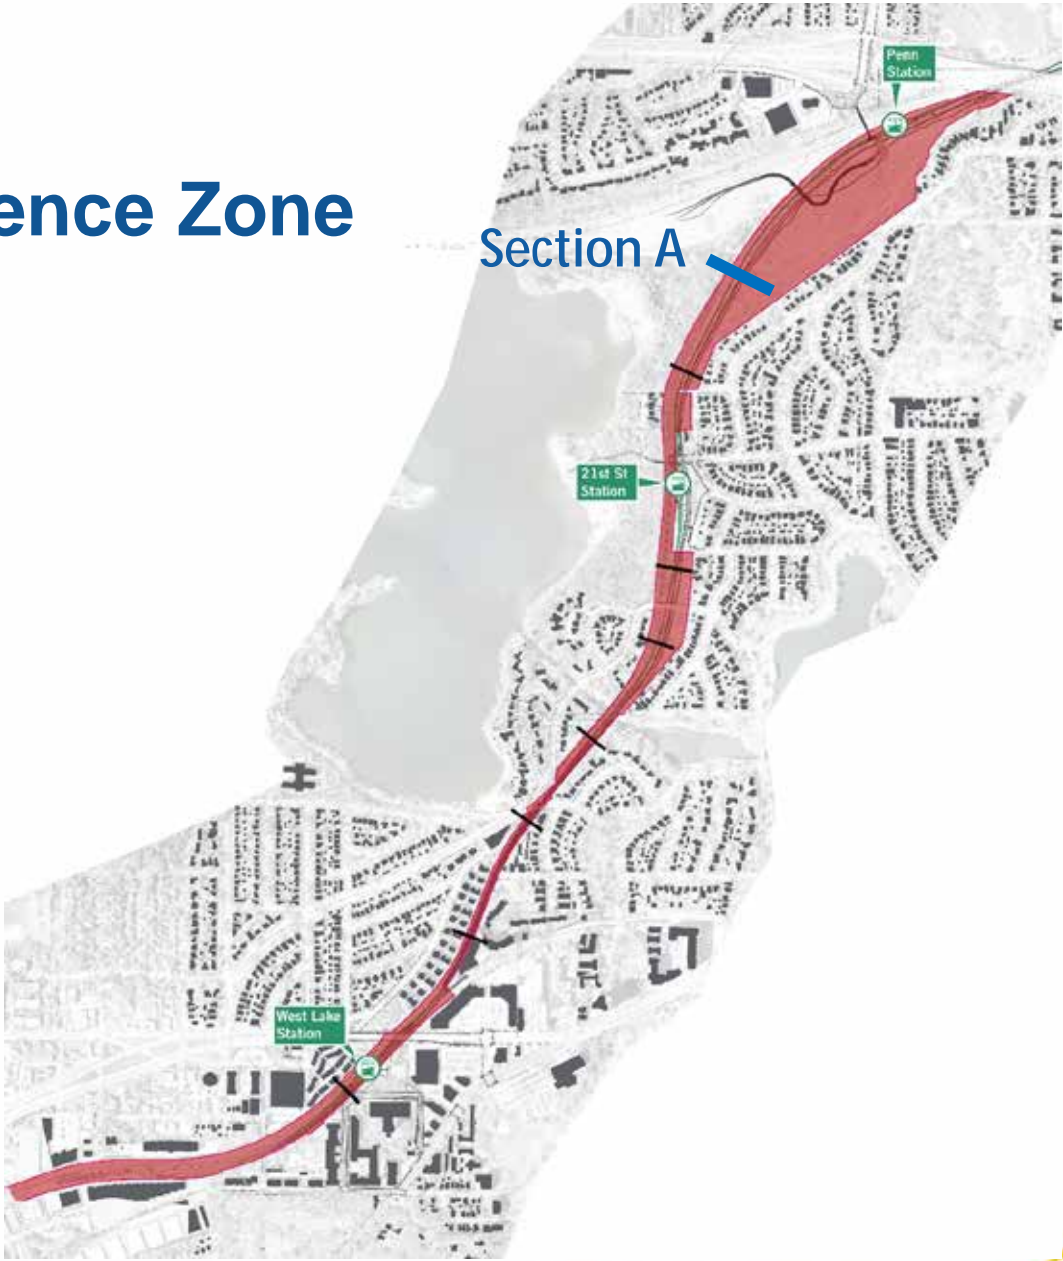 Penn
Station
ence Zone
Section A
21st St
Station
West Lake
Station